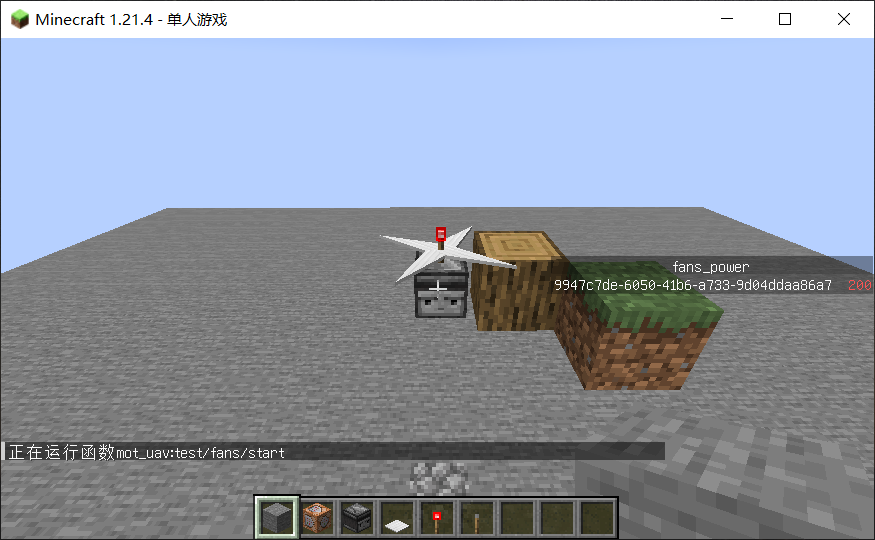 Minecraft 1.21.4 - 单人游戏
fans_power
9947c7de-6050-41b6-a733-9d04ddaa86a7 200
正在运行函数mot_uav:test/fans/start